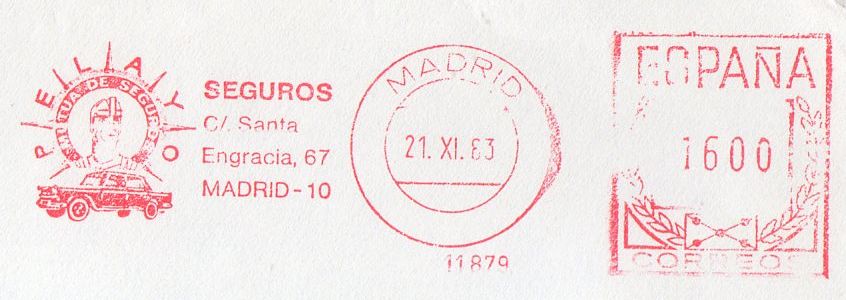 PELAYO
MUTUA DE SEGUROS
SEGUROS
C/. Santa
Engracia, 67
MADRID - 10
MADRID
21. XI. 83
11879
ESPAÑA
1600
CORREOS